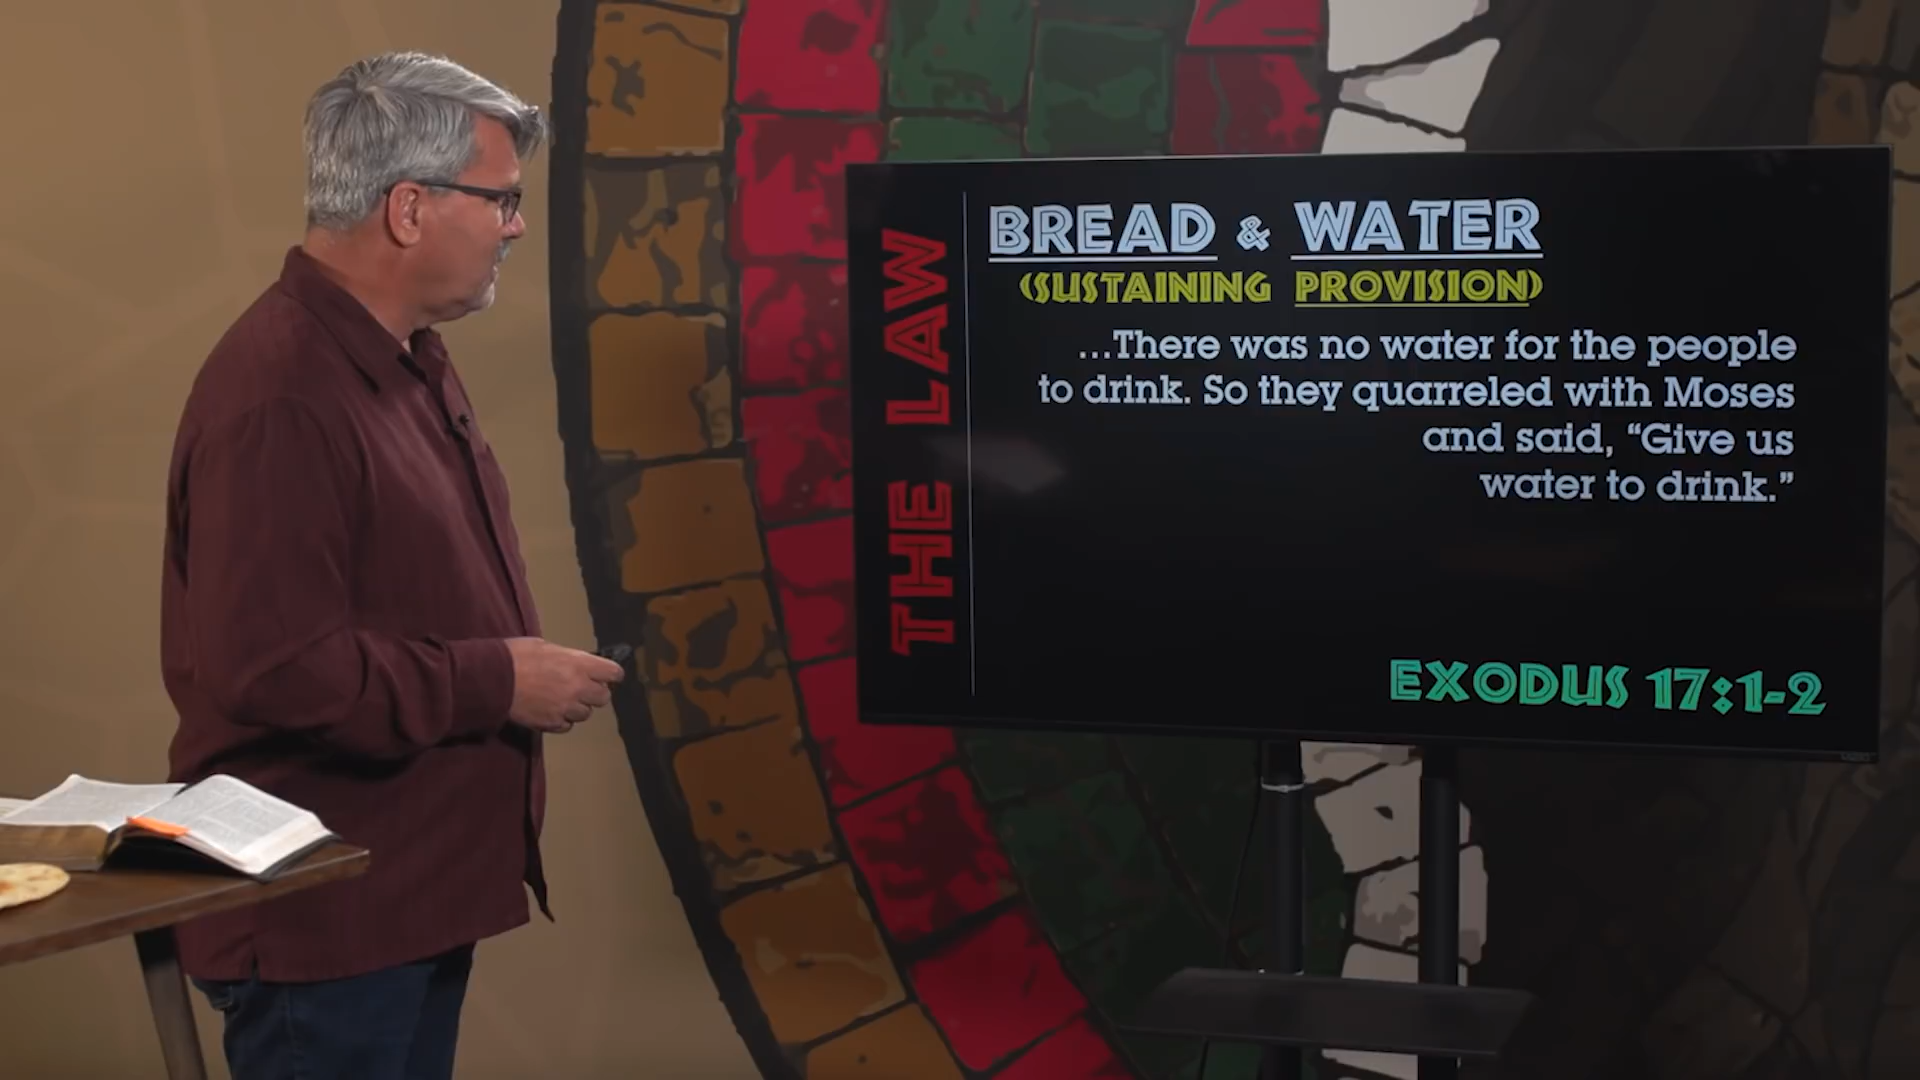 THE LAW
BREAD & WATER
(SUSTAINING PROVISION)
...There was no water for the people
to drink. So they quarreled with Moses
and said, “Give us
water to drink.”
EXODUS 17:1-2